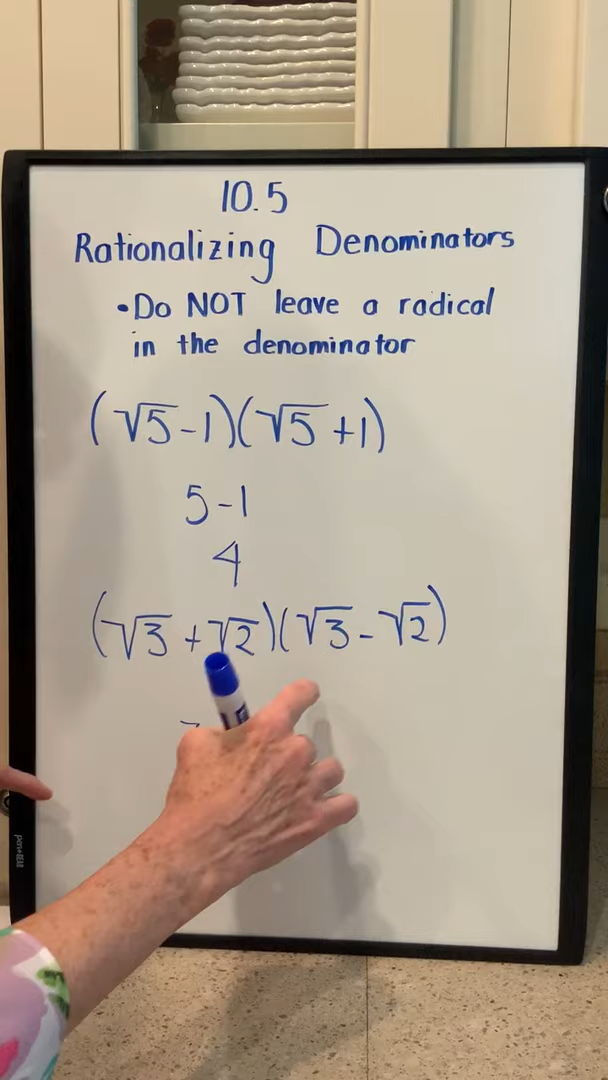 10.5
Rationalizing Denominators
•Do NOT leave a radical
in the denominator
(√5-1)(√5+1)
5-1
4
(√3+√2)(√3-√2)